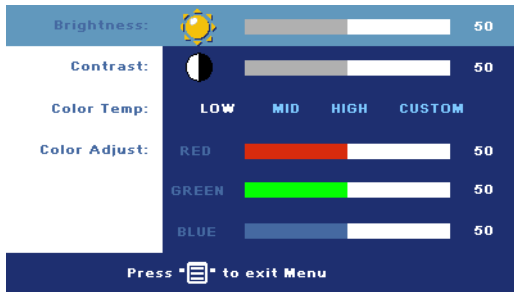 Brightness: 50
Contrast: 50
Color Temp: LOW MID HIGH CUSTOM
Color Adjust: RED 50
GREEN 50
BLUE 50
Press "" to exit Menu